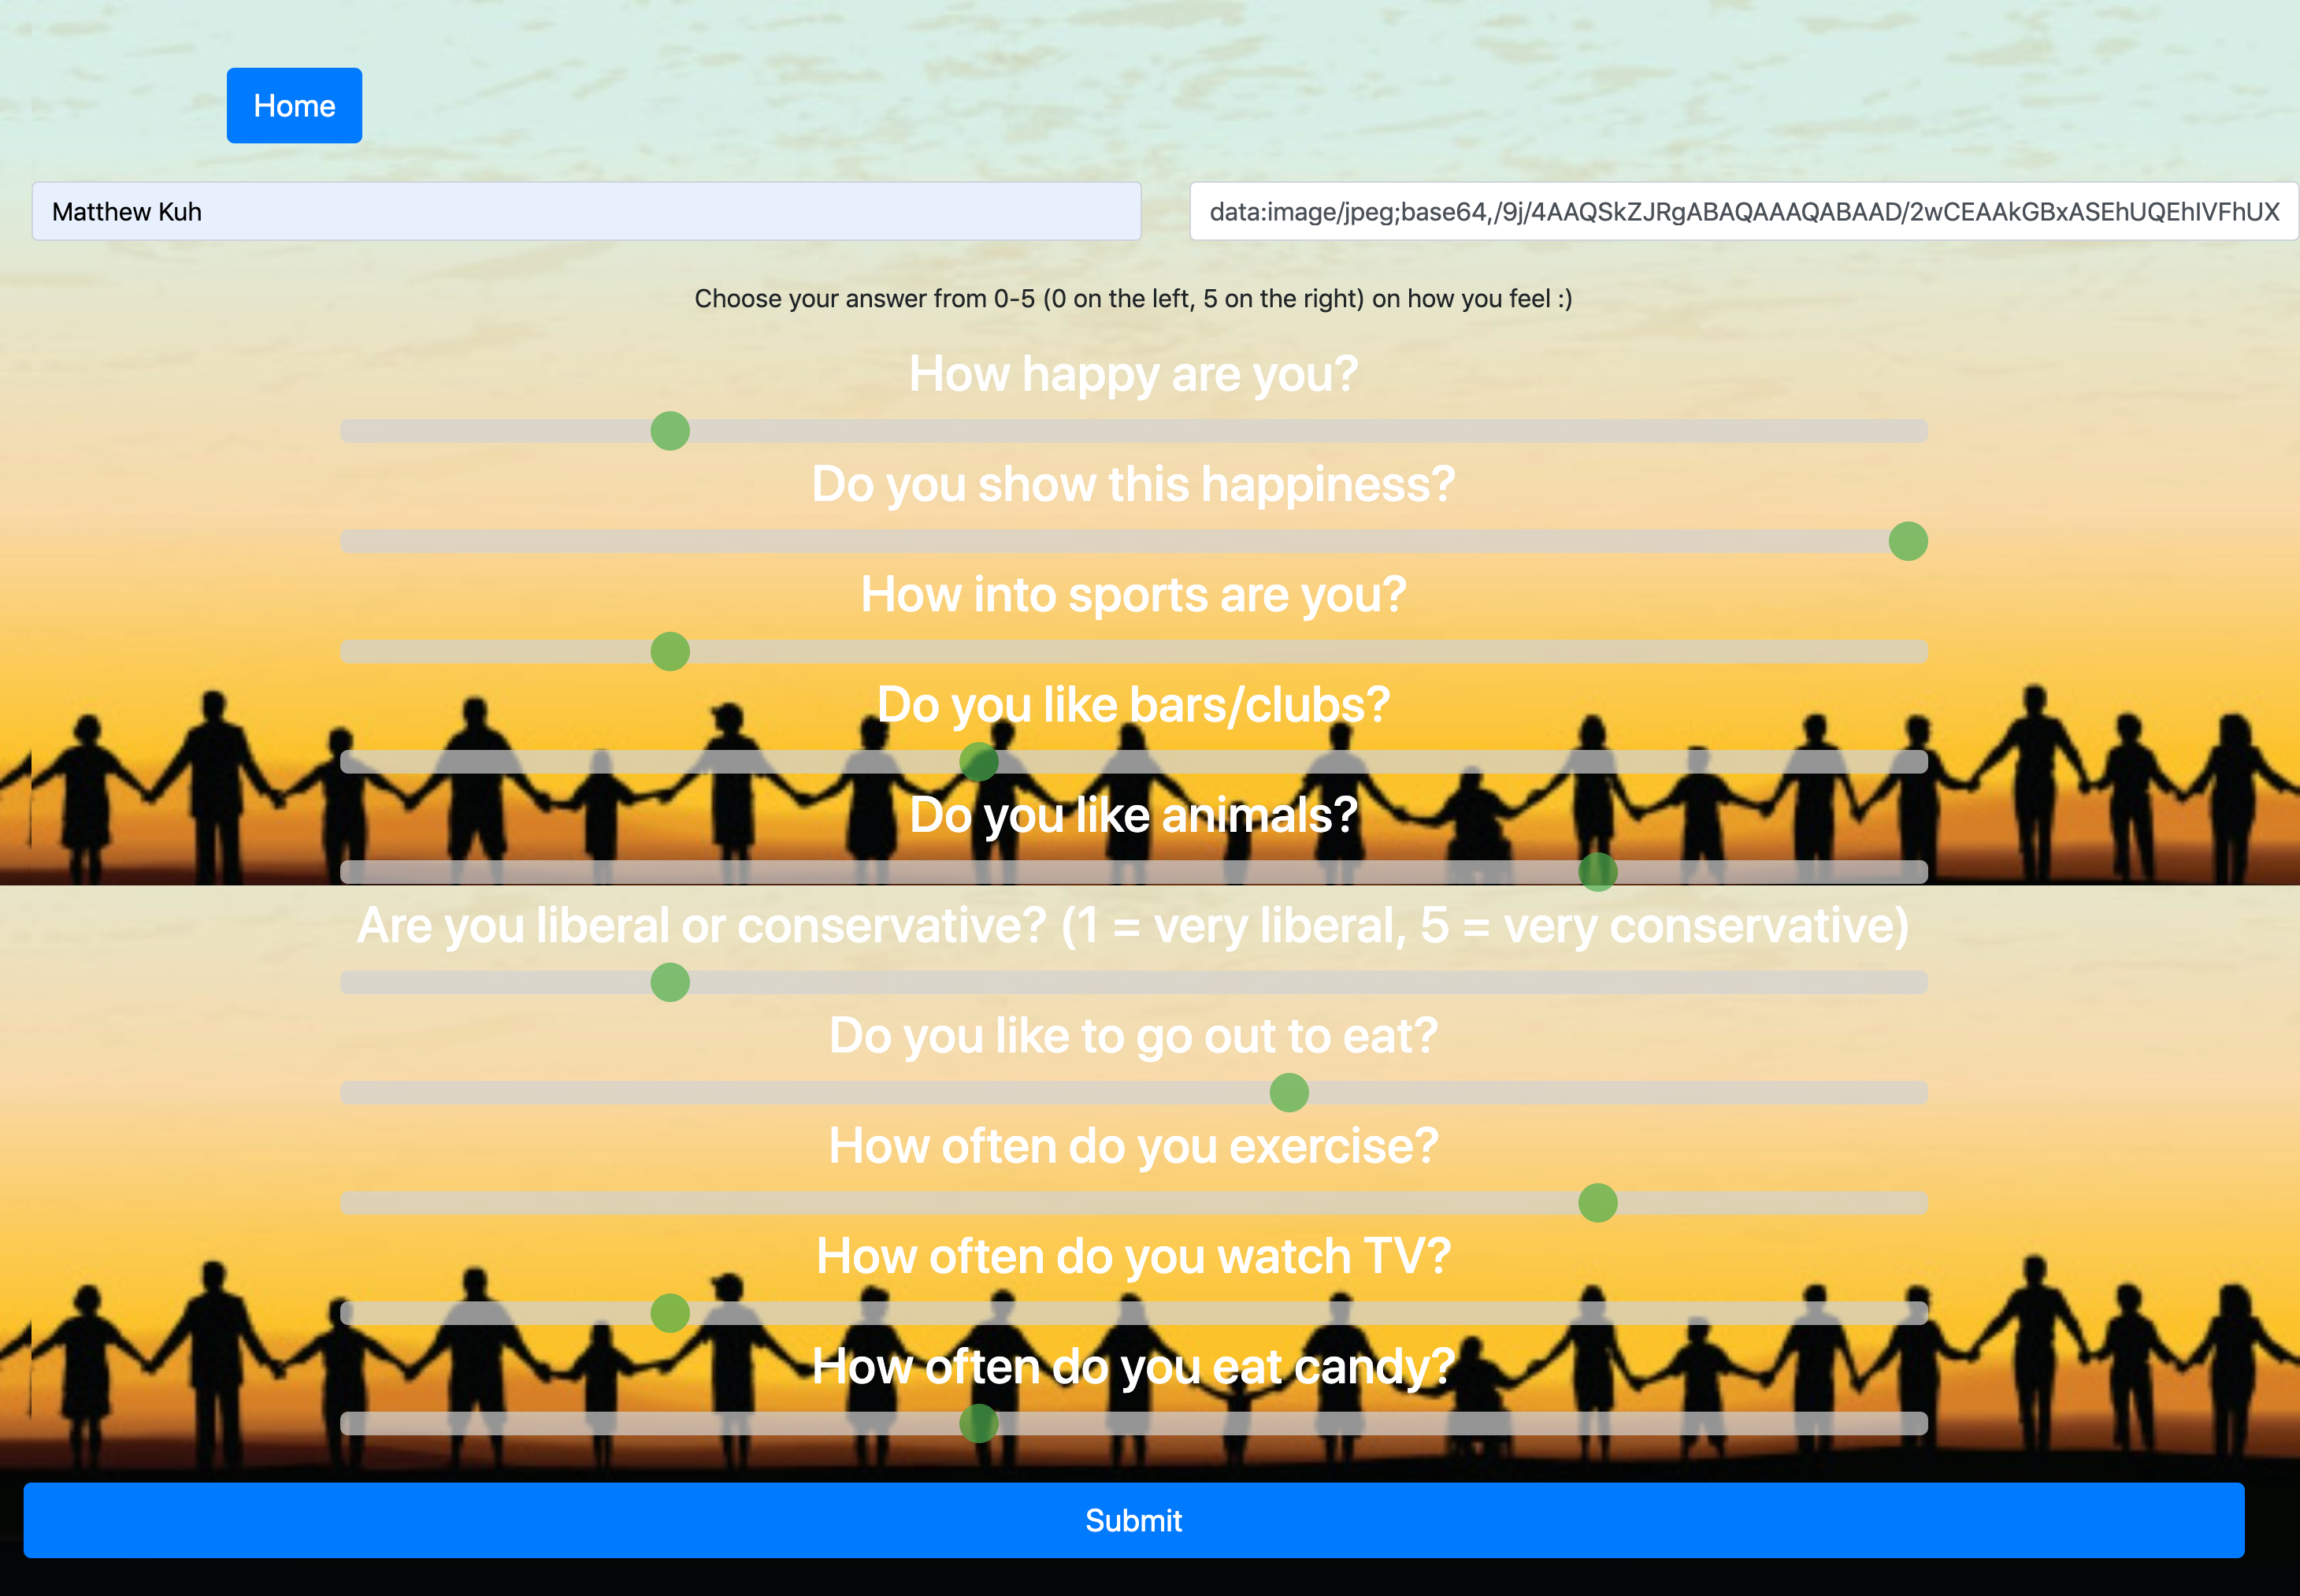 Home
Matthew Kuh
data:image/jpeg;base64,/9j/4AAQSkZJRgABAQAAAQABAAD/2wCEAAkGBxASEhUQEhIVFhUX
Choose your answer from 0-5 (0 on the left, 5 on the right) on how you feel :)
How happy are you?
Do you show this happiness?
How into sports are you?
Do you like bars/clubs?
Do you like animals?
Are you liberal or conservative? (1 = very liberal, 5 = very conservative)
Do you like to go out to eat?
How often do you exercise?
How often do you watch TV?
How often do you eat candy?
Submit